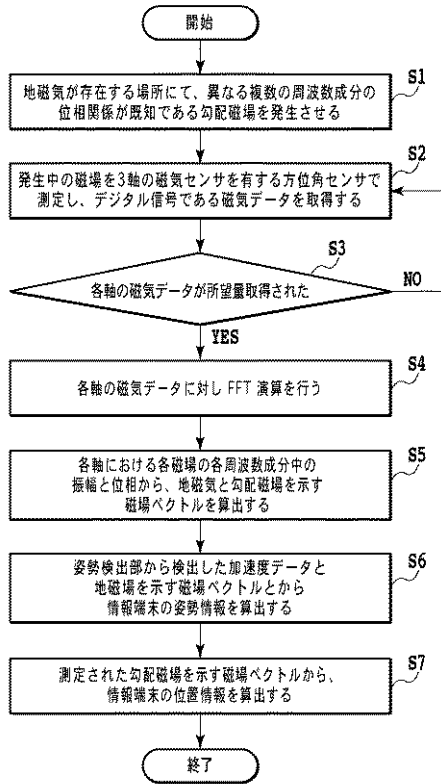 開始
S1
地磁気が存在する場所にて、異なる複数の周波数成分の
位相関係が既知である勾配磁場を発生させる
S2
発生中の磁場を3軸の磁気センサを有する方位角センサで
測定し、デジタル信号である磁気データを取得する
S3
各軸の磁気データが所望量取得された
NO
YES
S4
各軸の磁気データに対し FFT 演算を行う
S5
各軸における各磁場の各周波数成分中の
振幅と位相から、地磁気と勾配磁場を示す
磁場ベクトルを算出する
S6
姿勢検出部から検出した加速度データと
地磁場を示す磁場ベクトルとから
情報端末の姿勢情報を算出する
S7
測定された勾配磁場を示す磁場ベクトルから、
情報端末の位置情報を算出する
終了